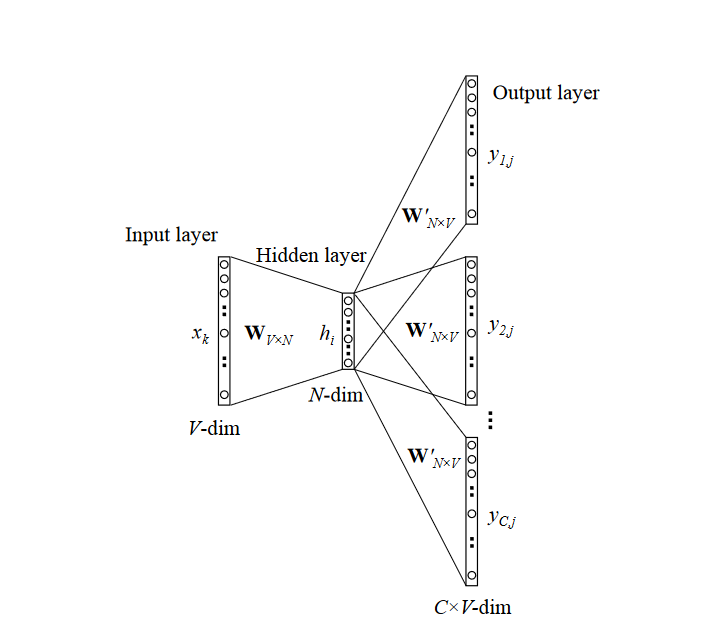 Output layer
y1,j
W'N×V
Input layer
Hidden layer
xk
WV×N
hi
W'N×V
y2,j
N-dim
V-dim
W'N×V
yC,j
C×V-dim